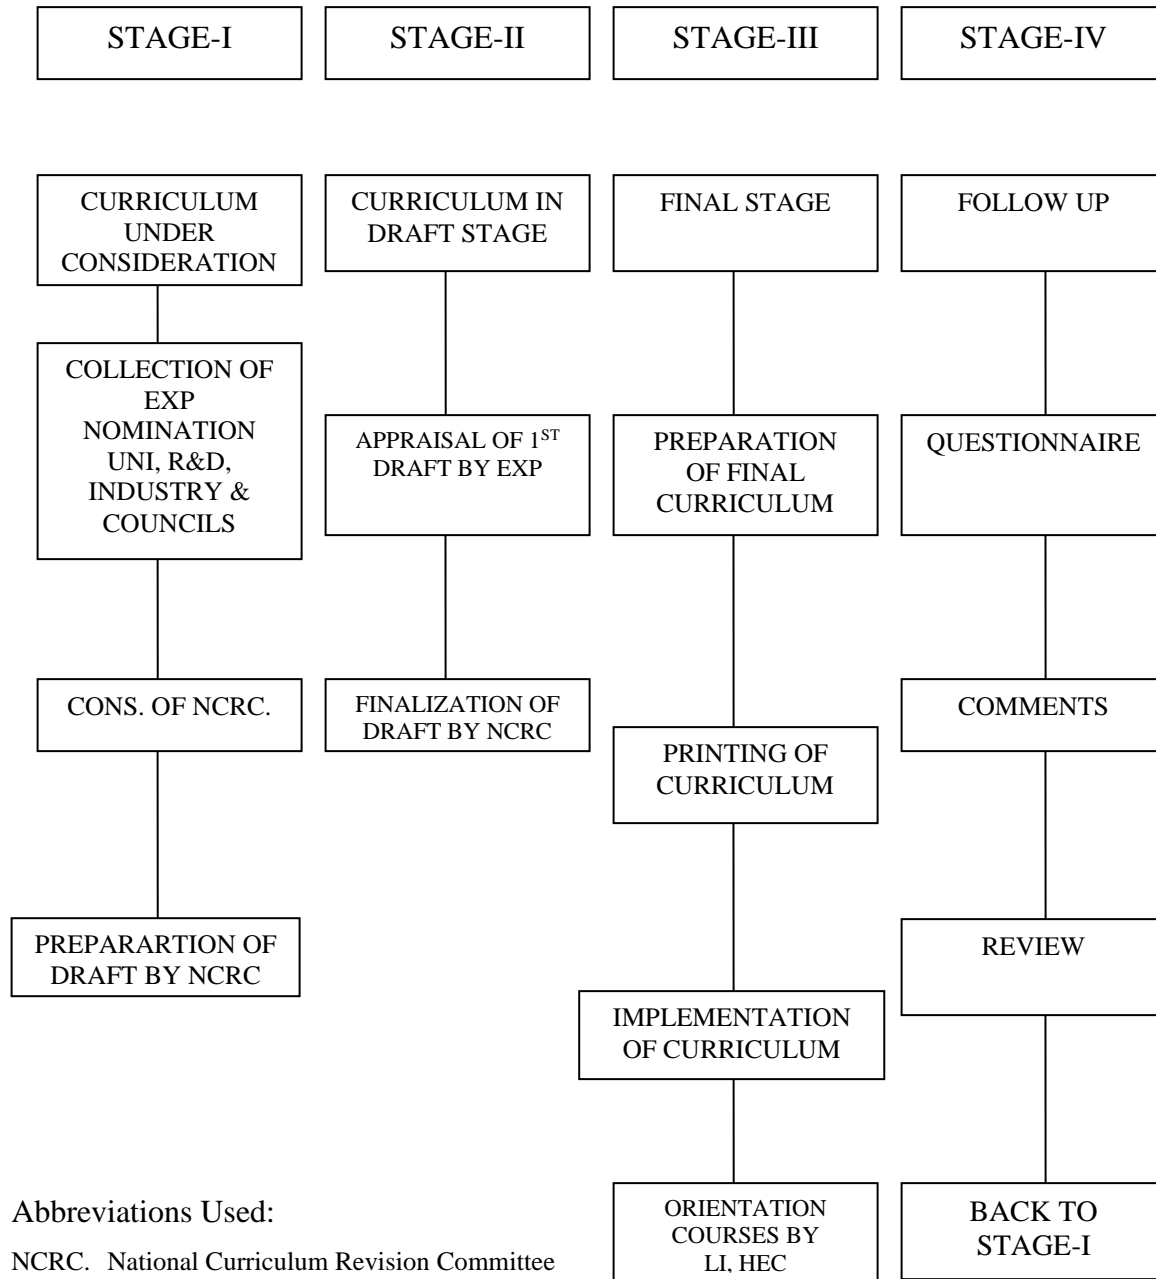 STAGE-I
STAGE-II
STAGE-III
STAGE-IV
CURRICULUM
UNDER
CONSIDERATION
COLLECTION OF
EXP
NOMINATION
UNI, R&D,
INDUSTRY &
COUNCILS
CONS. OF NCRC.
PREPARARTION OF
DRAFT BY NCRC
CURRICULUM IN
DRAFT STAGE
APPRAISAL OF 1ST
DRAFT BY EXP
FINALIZATION OF
DRAFT BY NCRC
FINAL STAGE
PREPARATION
OF FINAL
CURRICULUM
PRINTING OF
CURRICULUM
IMPLEMENTATION
OF CURRICULUM
ORIENTATION
COURSES BY
LI, HEC
FOLLOW UP
QUESTIONNAIRE
COMMENTS
REVIEW
BACK TO
STAGE-I
Abbreviations Used:
NCRC. National Curriculum Revision Committee